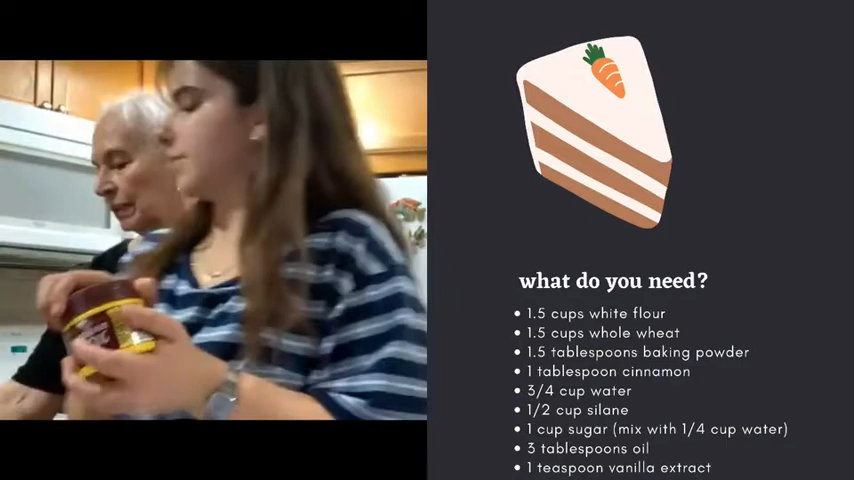 what do you need?
• 1.5 cups white flour
• 1.5 cups whole wheat
• 1.5 tablespoons baking powder
• 1 tablespoon cinnamon
• 3/4 cup water
• 1/2 cup silane
• 1 cup sugar (mix with 1/4 cup water)
• 3 tablespoons oil
• 1 teaspoon vanilla extract